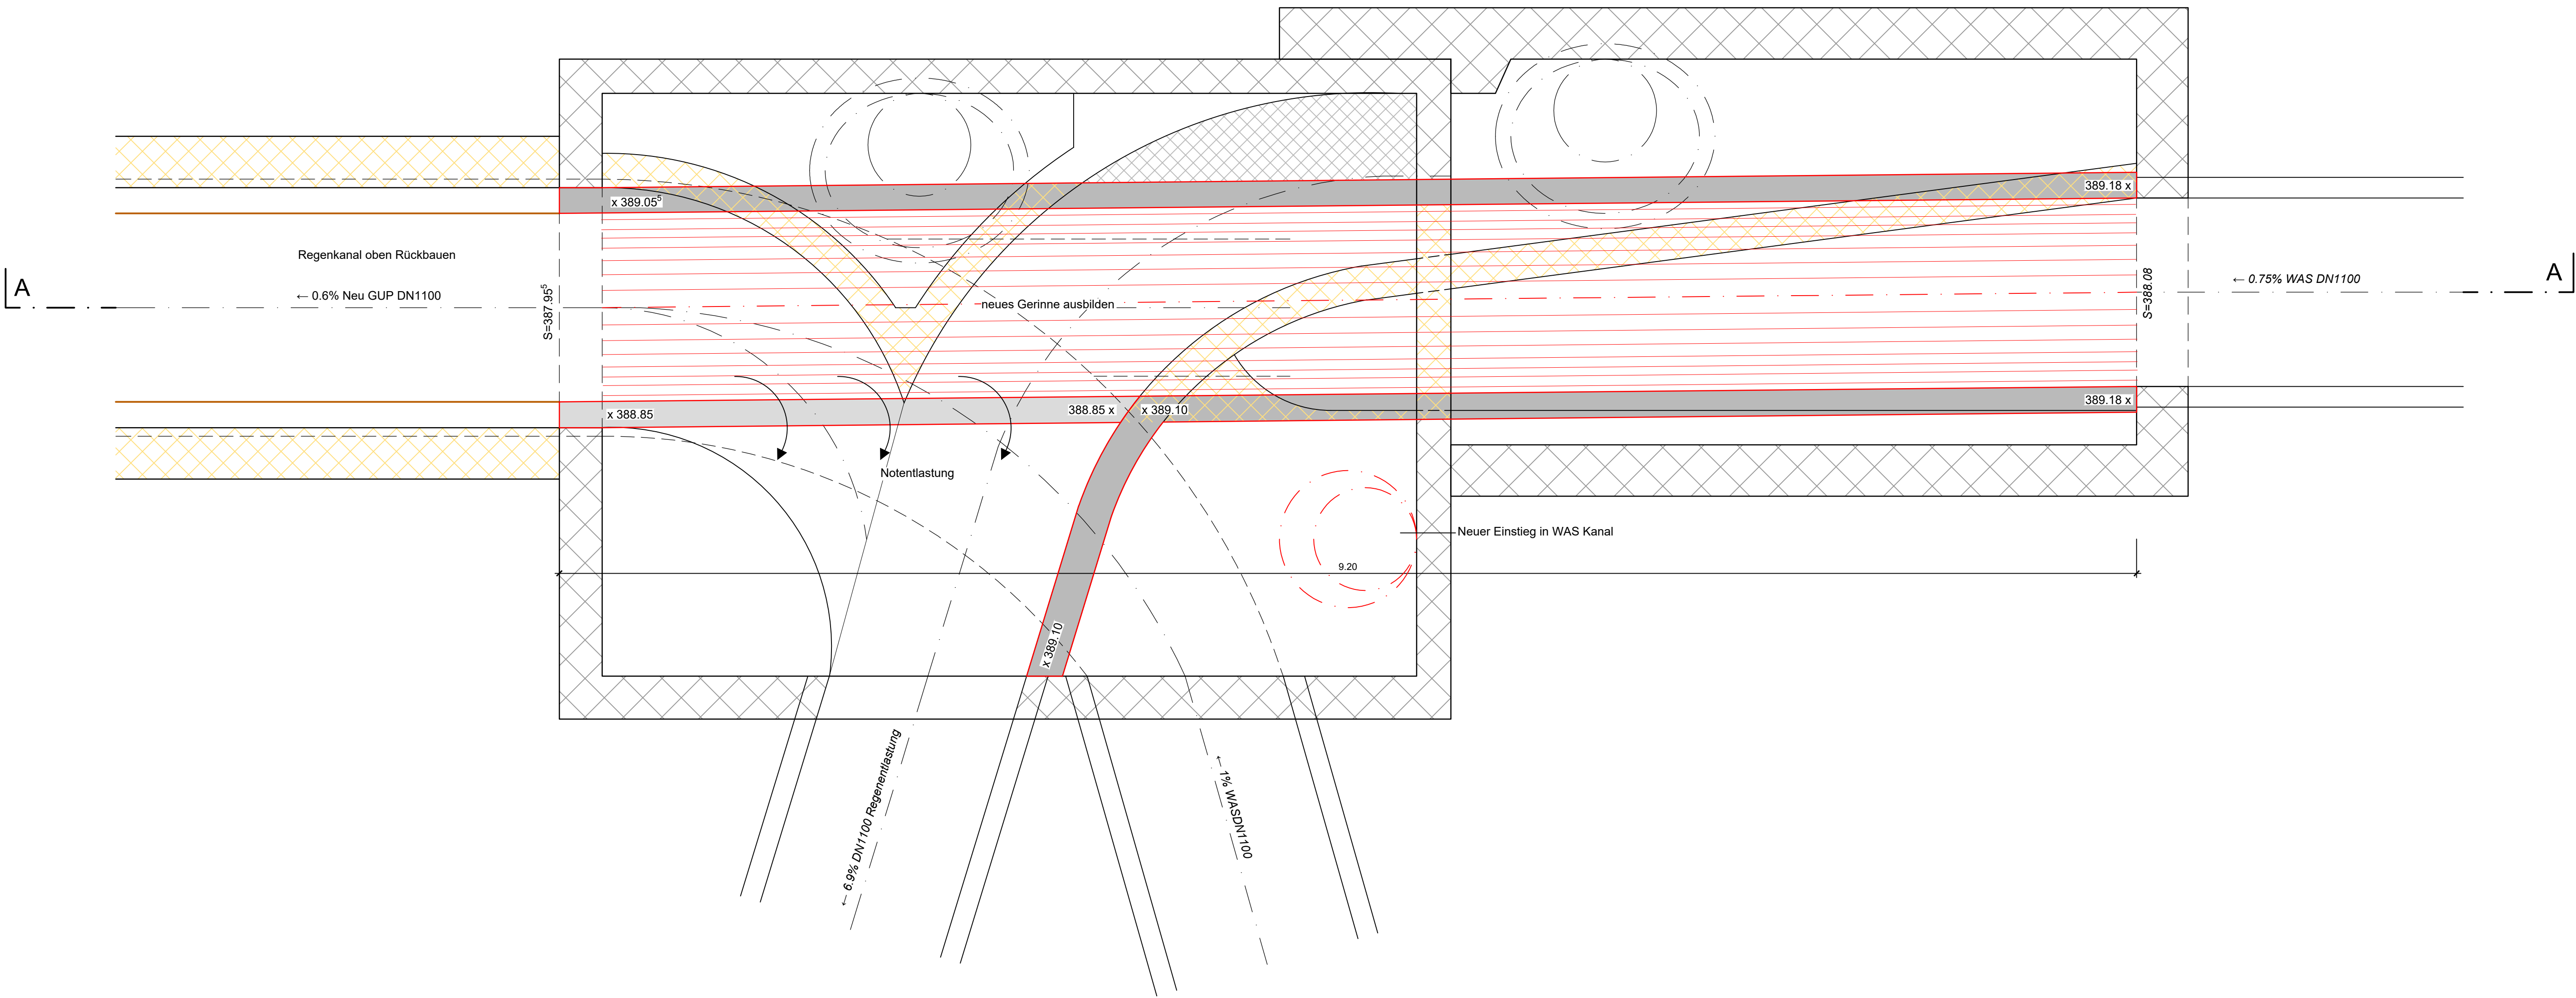 x 389.05⁵
389.18 x
Regenkanal oben Rückbauen
A
A
← 0.6% Neu GUP DN1100
← 0.75% WAS DN1100
S=387.95⁵
S=388.08
neues Gerinne ausbilden
x 388.85
388.85 x
x 389.10
389.18 x
Notentlastung
Neuer Einstieg in WAS Kanal
9.20
x 389.10
← 6.9% DN1100 Regenentlastung
← 1% WASDN1100